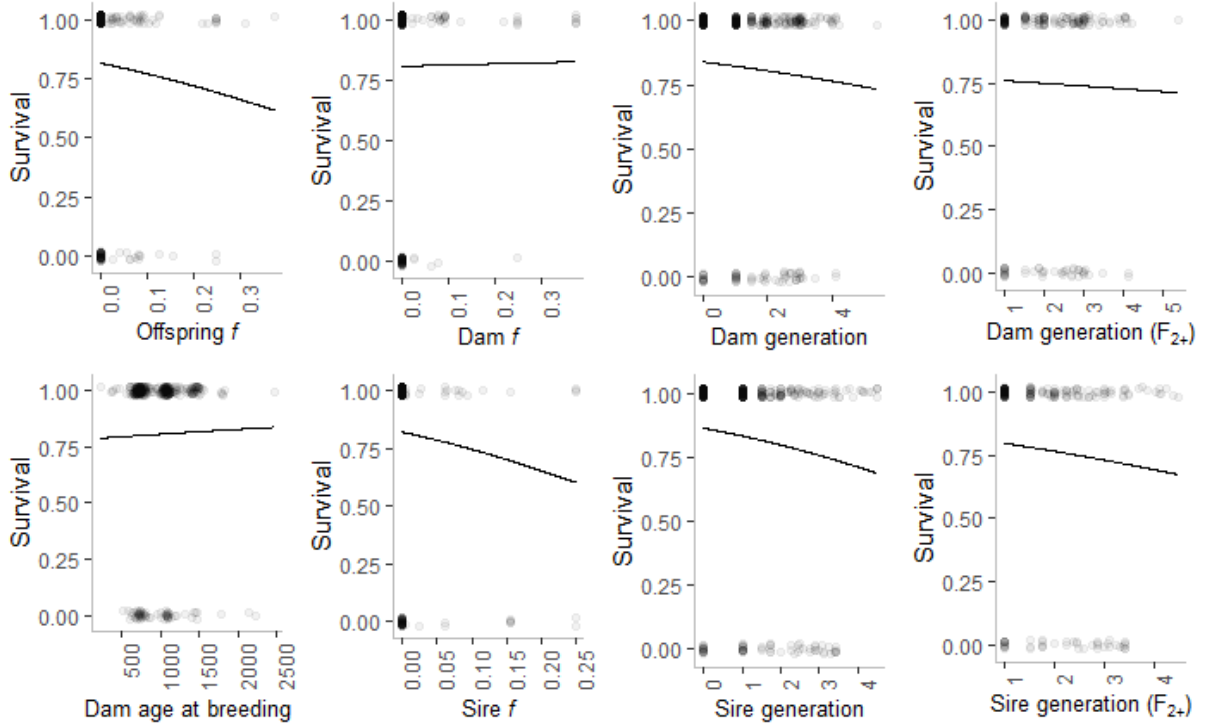 Survival
1.00
0.75
0.50
0.25
0.00
0.0 0.1 0.2 0.3
Offspring f
Survival
1.00
0.75
0.50
0.25
0.00
0.0 0.1 0.2 0.3
Dam f
Survival
1.00
0.75
0.50
0.25
0.00
0 2 4
Dam generation
Survival
1.00
0.75
0.50
0.25
0.00
1 2 3 4 5
Dam generation (F2+)
Survival
1.00
0.75
0.50
0.25
0.00
500 1000 1500 2000 2500
Dam age at breeding
Survival
1.00
0.75
0.50
0.25
0.00
0.00 0.05 0.10 0.15 0.20 0.25
Sire f
Survival
1.00
0.75
0.50
0.25
0.00
0 1 2 3 4
Sire generation
Survival
1.00
0.75
0.50
0.25
0.00
1 2 3 4
Sire generation (F2+)